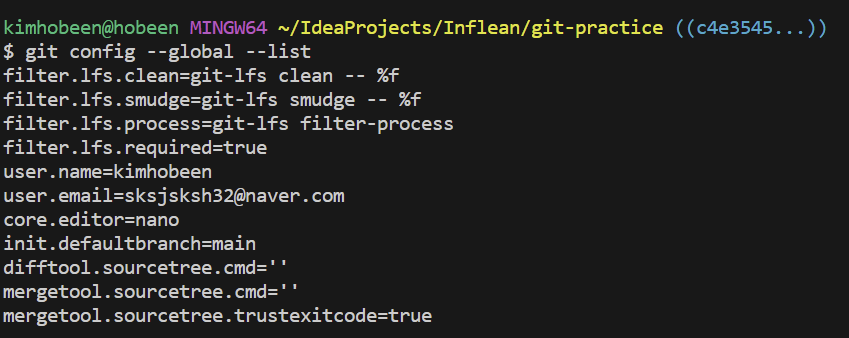 kimhobeen@hobeen MINGW64 ~/IdeaProjects/Inflean/git-practice ((c4e3545...))
$ git config --global --list
filter.lfs.clean=git-lfs clean -- %f
filter.lfs.smudge=git-lfs smudge -- %f
filter.lfs.process=git-lfs filter-process
filter.lfs.required=true
user.name=kimhobeen
user.email=sksjsksh32@naver.com
core.editor=nano
init.defaultbranch=main
difftool.sourcetree.cmd=''
mergetool.sourcetree.cmd=''
mergetool.sourcetree.trustexitcode=true